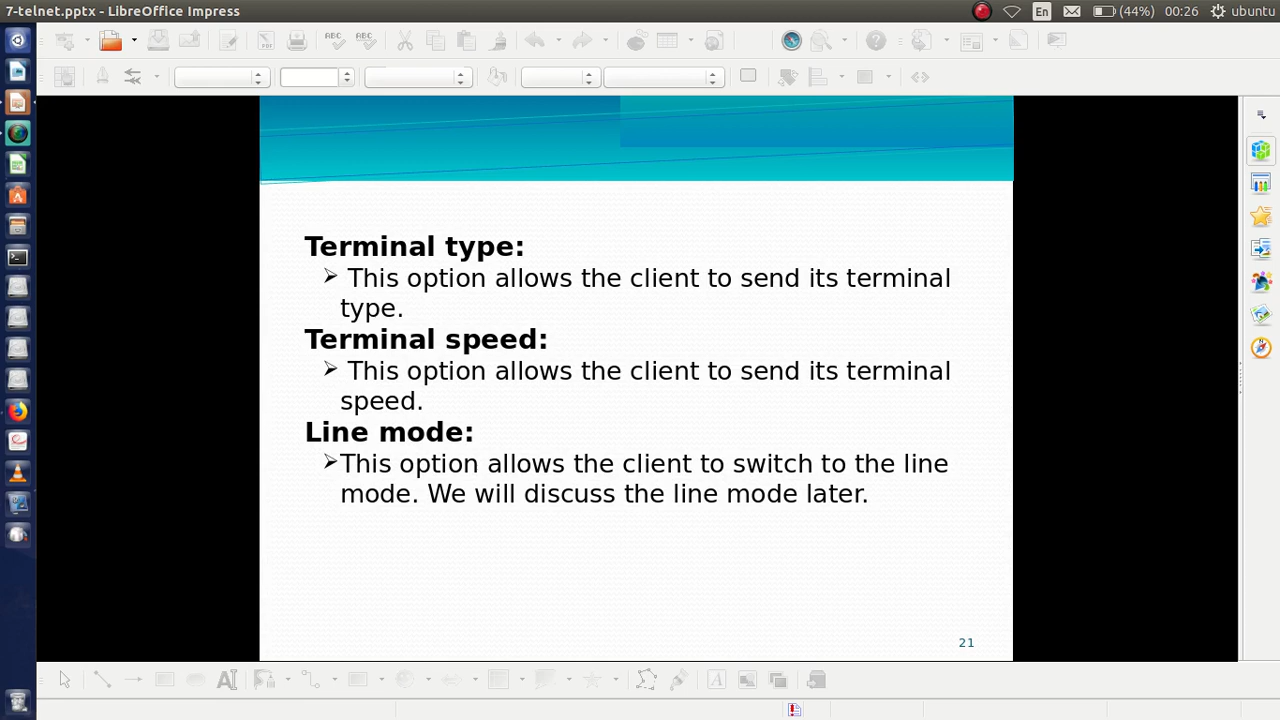 7-telnet.pptx - LibreOffice Impress
En
(44%)
00:26
ubuntu
Terminal type:
➢ This option allows the client to send its terminal
type.
Terminal speed:
➢ This option allows the client to send its terminal
speed.
Line mode:
➢This option allows the client to switch to the line
mode. We will discuss the line mode later.
21